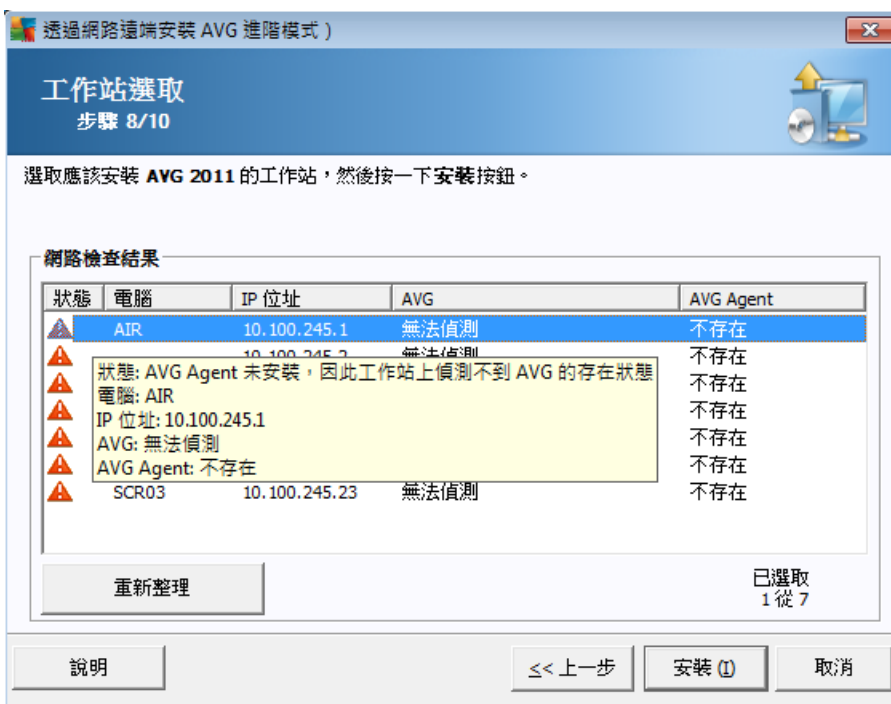 透過網路遠端安裝 AVG 進階模式 )
工作站選取
步驟 8/10
選取應該安裝 AVG 2011 的工作站，然後按一下安裝按鈕。
網路檢查結果
狀態 電腦 IP 位址 AVG AVG Agent
AIR 10.100.245.1 無法偵測 不存在
不存在
狀態: AVG Agent 未安裝，因此工作站上偵測不到 AVG 的存在狀態
不存在
電腦: AIR
不存在
IP 位址: 10.100.245.1
不存在
AVG: 無法偵測
不存在
AVG Agent: 不存在
SCR03 10.100.245.23 無法偵測 不存在
重新整理
已選取
1 從 7
說明 << 上一步 安裝 (I) 取消